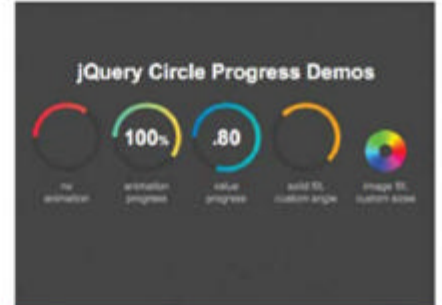 jQuery Circle Progress Demos
100%
.80
no animation
animation progress
value progress
solid fill, custom angle
image fill, custom sizes